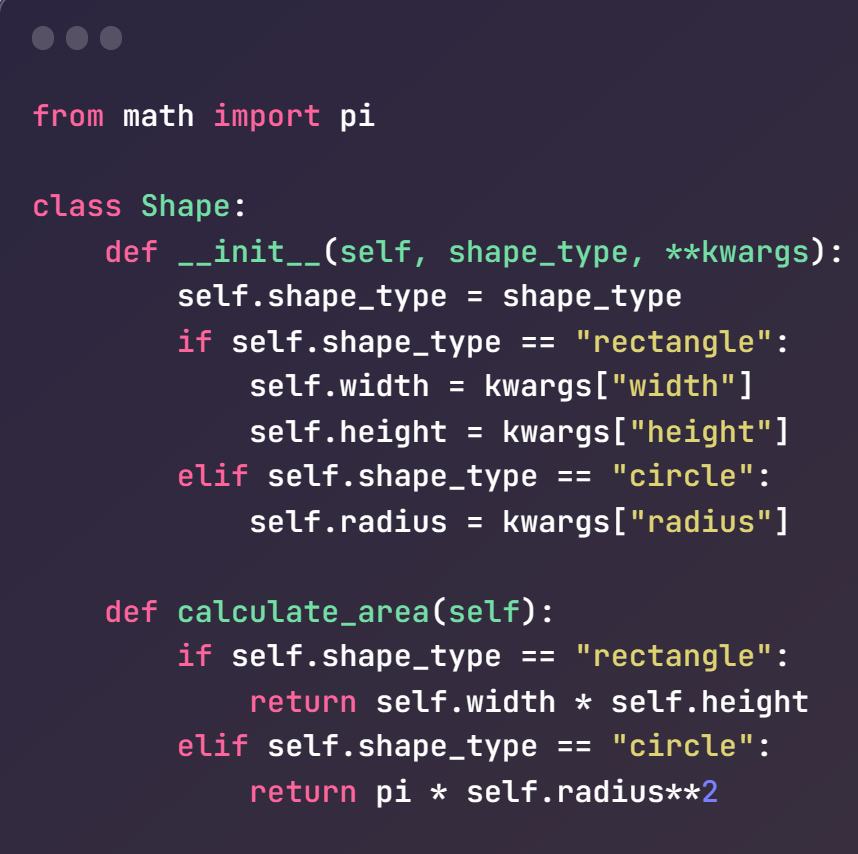 from math import pi

class Shape:
    def __init__(self, shape_type, **kwargs):
        self.shape_type = shape_type
        if self.shape_type == "rectangle":
            self.width = kwargs["width"]
            self.height = kwargs["height"]
        elif self.shape_type == "circle":
            self.radius = kwargs["radius"]

    def calculate_area(self):
        if self.shape_type == "rectangle":
            return self.width * self.height
        elif self.shape_type == "circle":
            return pi * self.radius**2